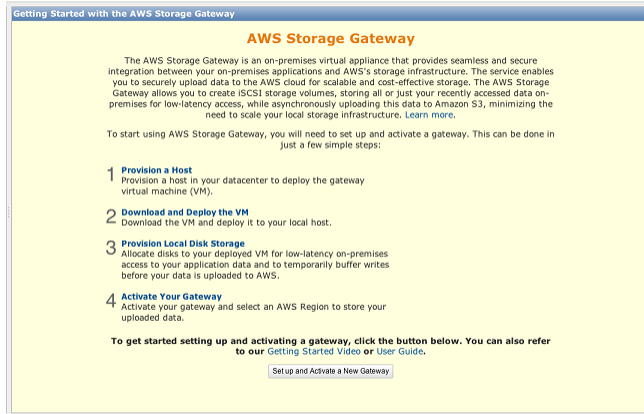 Getting Started with the AWS Storage Gateway
AWS Storage Gateway
The AWS Storage Gateway is an on-premises virtual appliance that provides seamless and secure
integration between your on-premises applications and AWS's storage infrastructure. The service enables
you to securely upload data to the AWS cloud for scalable and cost-effective storage. The AWS Storage
Gateway allows you to create iSCSI storage volumes, storing all or just your recently accessed data on-
premises for low-latency access, while asynchronously uploading this data to Amazon S3, minimizing the
need to scale your local storage infrastructure. Learn more.
To start using AWS Storage Gateway, you will need to set up and activate a gateway. This can be done in
just a few simple steps:
1 Provision a Host
Provision a host in your datacenter to deploy the gateway
virtual machine (VM).
2 Download and Deploy the VM
Download the VM and deploy it to your local host.
3 Provision Local Disk Storage
Allocate disks to your deployed VM for low-latency on-premises
access to your application data and to temporarily buffer writes
before your data is uploaded to AWS.
4 Activate Your Gateway
Activate your gateway and select an AWS Region to store your
uploaded data.
To get started setting up and activating a gateway, click the button below. You can also refer
to our Getting Started Video or User Guide.
Set up and Activate a New Gateway